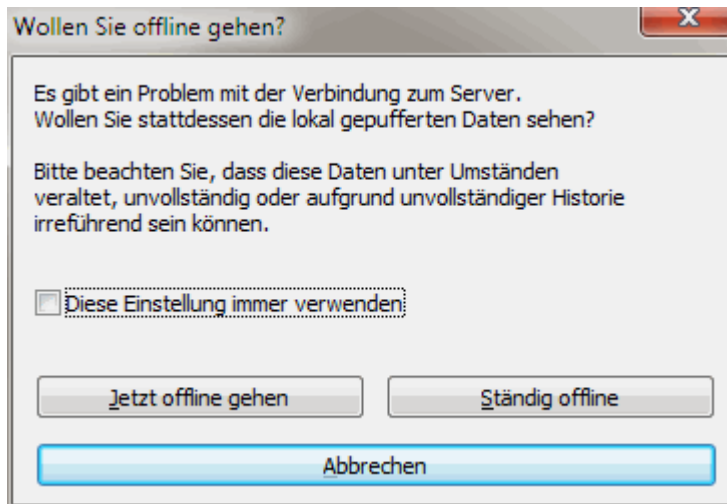 Wollen Sie offline gehen?
Es gibt ein Problem mit der Verbindung zum Server.
Wollen Sie stattdessen die lokal gepufferten Daten sehen?
Bitte beachten Sie, dass diese Daten unter Umständen
veraltet, unvollständig oder aufgrund unvollständiger Historie
irreführend sein können.
Diese Einstellung immer verwenden
Jetzt offline gehen
Ständig offline
Abbrechen